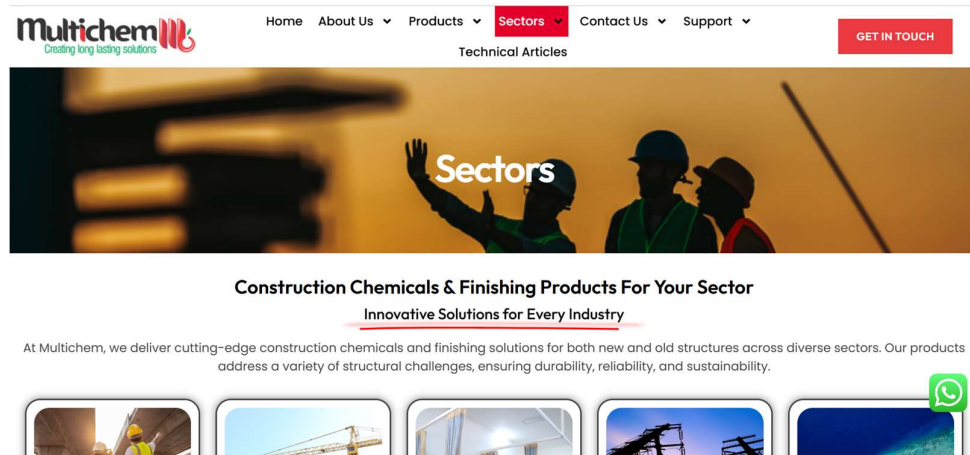 Multichem
Creating long lasting solutions
Home About Us Products Sectors Contact Us Support
Technical Articles
GET IN TOUCH
Sectors
Construction Chemicals & Finishing Products For Your Sector
Innovative Solutions for Every Industry
At Multichem, we deliver cutting-edge construction chemicals and finishing solutions for both new and old structures across diverse sectors. Our products
address a variety of structural challenges, ensuring durability, reliability, and sustainability.